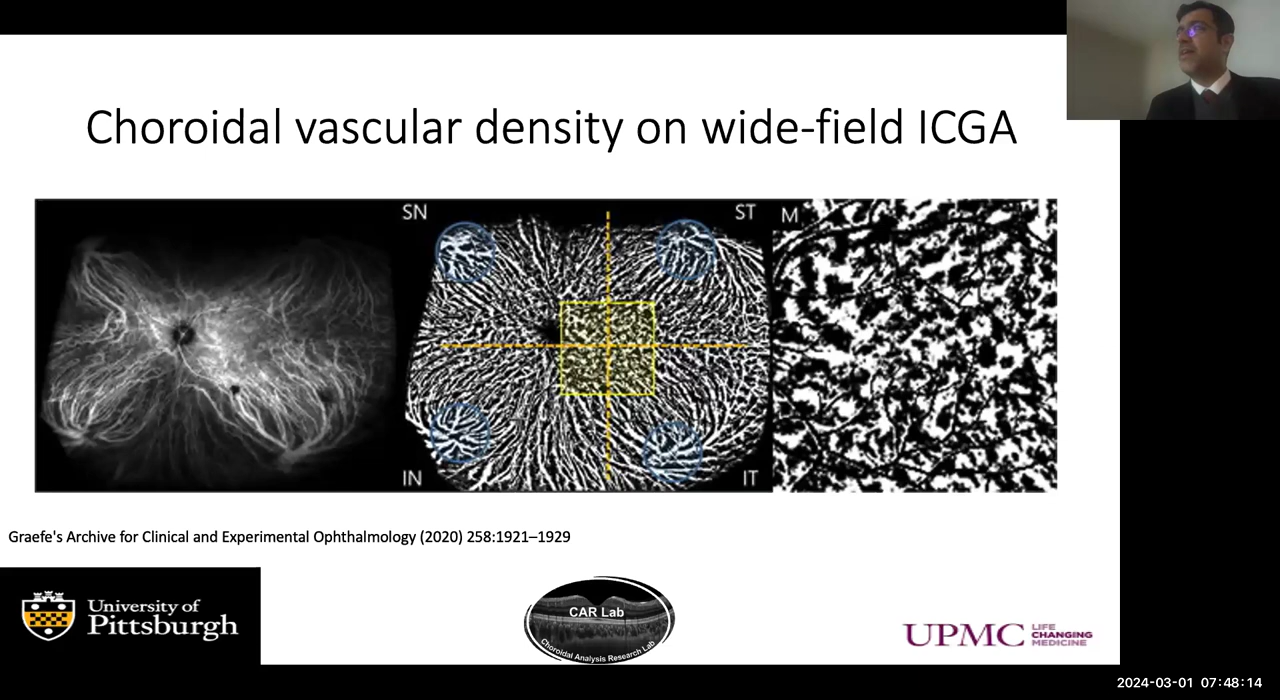 Choroidal vascular density on wide-field ICGA
SN
ST
M
IN
IT
Graefe's Archive for Clinical and Experimental Ophthalmology (2020) 258:1921–1929
University of
Pittsburgh
CAR Lab
Choroidal Analysis Research Lab
UPMC
LIFE
CHANGING
MEDICINE
2024-03-01 07:48:14